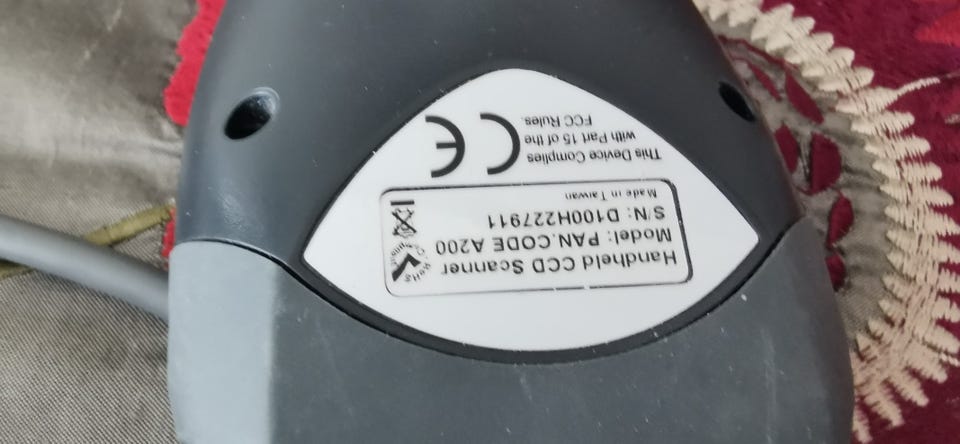 Handheld CCD Scanner
Model: PAN.CODE A200
S/N: D100H227911
Made in Taiwan
RoHS
This Device Complies
with Part 15 of the
FCC Rules.
CE